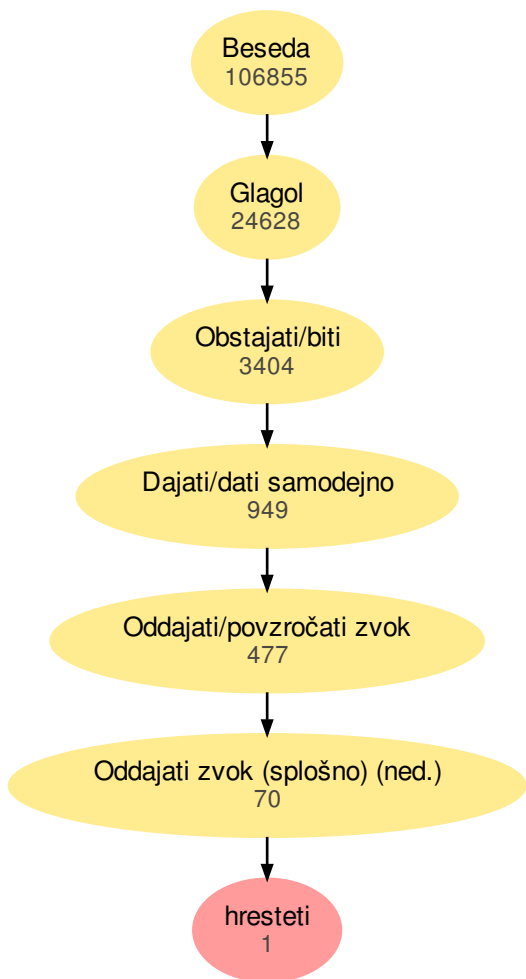 Beseda
106855
Glagol
24628
Obstajati/biti
3404
Dajati/dati samodejno
949
Oddajati/povzročati zvok
477
Oddajati zvok (splošno) (ned.)
70
hresteti
1